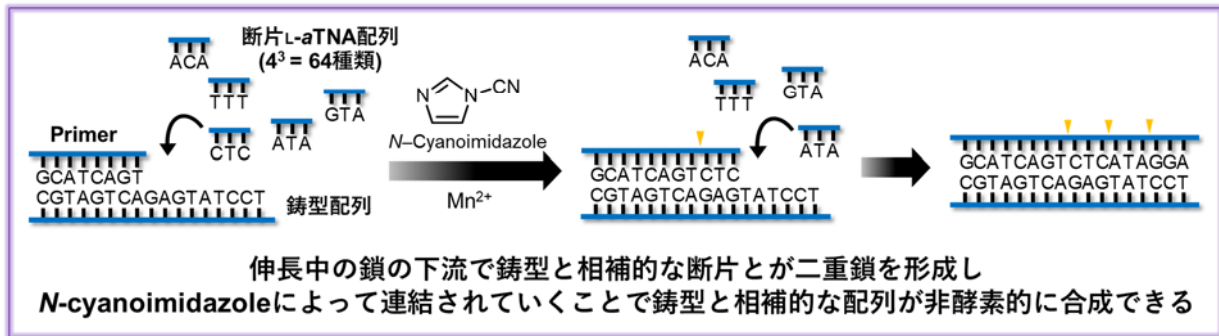 断片L-aTNA配列
(4³ = 64種類)
ACA
TTT
GTA
CTC
ATA
Primer
GCATCAGT
CGTAGTCAGAGTATCCT
鋳型配列
N
N
CN
N–Cyanoimidazole
Mn²⁺
ACA
TTT
GTA
ATA
GCATCAGTCTC
CGTAGTCAGAGTATCCT
GCATCAGTCTCATAGGA
CGTAGTCAGAGTATCCT
伸長中の鎖の下流で鋳型と相補的な断片とが二重鎖を形成し
N-cyanoimidazoleによって連結されていくことで鋳型と相補的な配列が非酵素的に合成できる